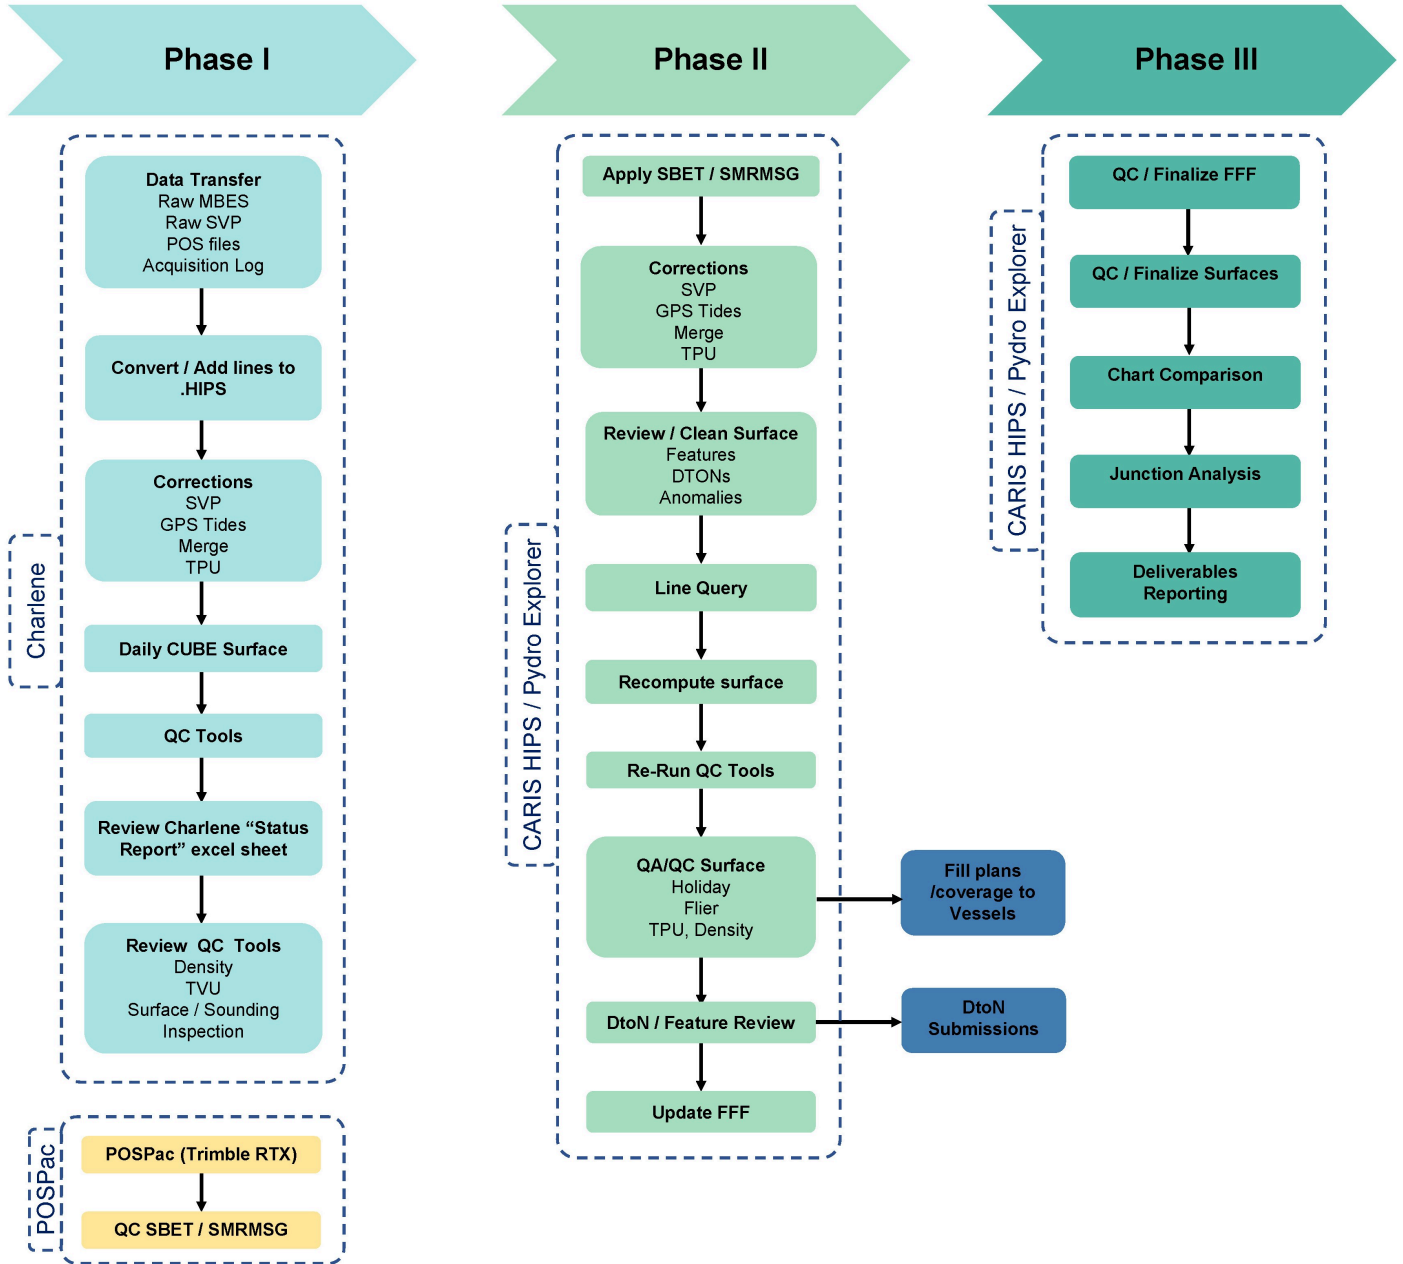 Phase I
Phase II
Phase III
Charlene
Data Transfer
Raw MBES
Raw SVP
POS files
Acquisition Log
Convert / Add lines to
.HIPS
Corrections
SVP
GPS Tides
Merge
TPU
Daily CUBE Surface
QC Tools
Review Charlene “Status
Report” excel sheet
Review QC Tools
Density
TVU
Surface / Sounding
Inspection
POSPac
POSPac (Trimble RTX)
QC SBET / SMRMSG
CARIS HIPS / Pydro Explorer
Apply SBET / SMRMSG
Corrections
SVP
GPS Tides
Merge
TPU
Review / Clean Surface
Features
DTONs
Anomalies
Line Query
Recompute surface
Re-Run QC Tools
QA/QC Surface
Holiday
Flier
TPU, Density
Fill plans
/coverage to
Vessels
DtoN / Feature Review
DtoN
Submissions
Update FFF
CARIS HIPS / Pydro Explorer
QC / Finalize FFF
QC / Finalize Surfaces
Chart Comparison
Junction Analysis
Deliverables
Reporting